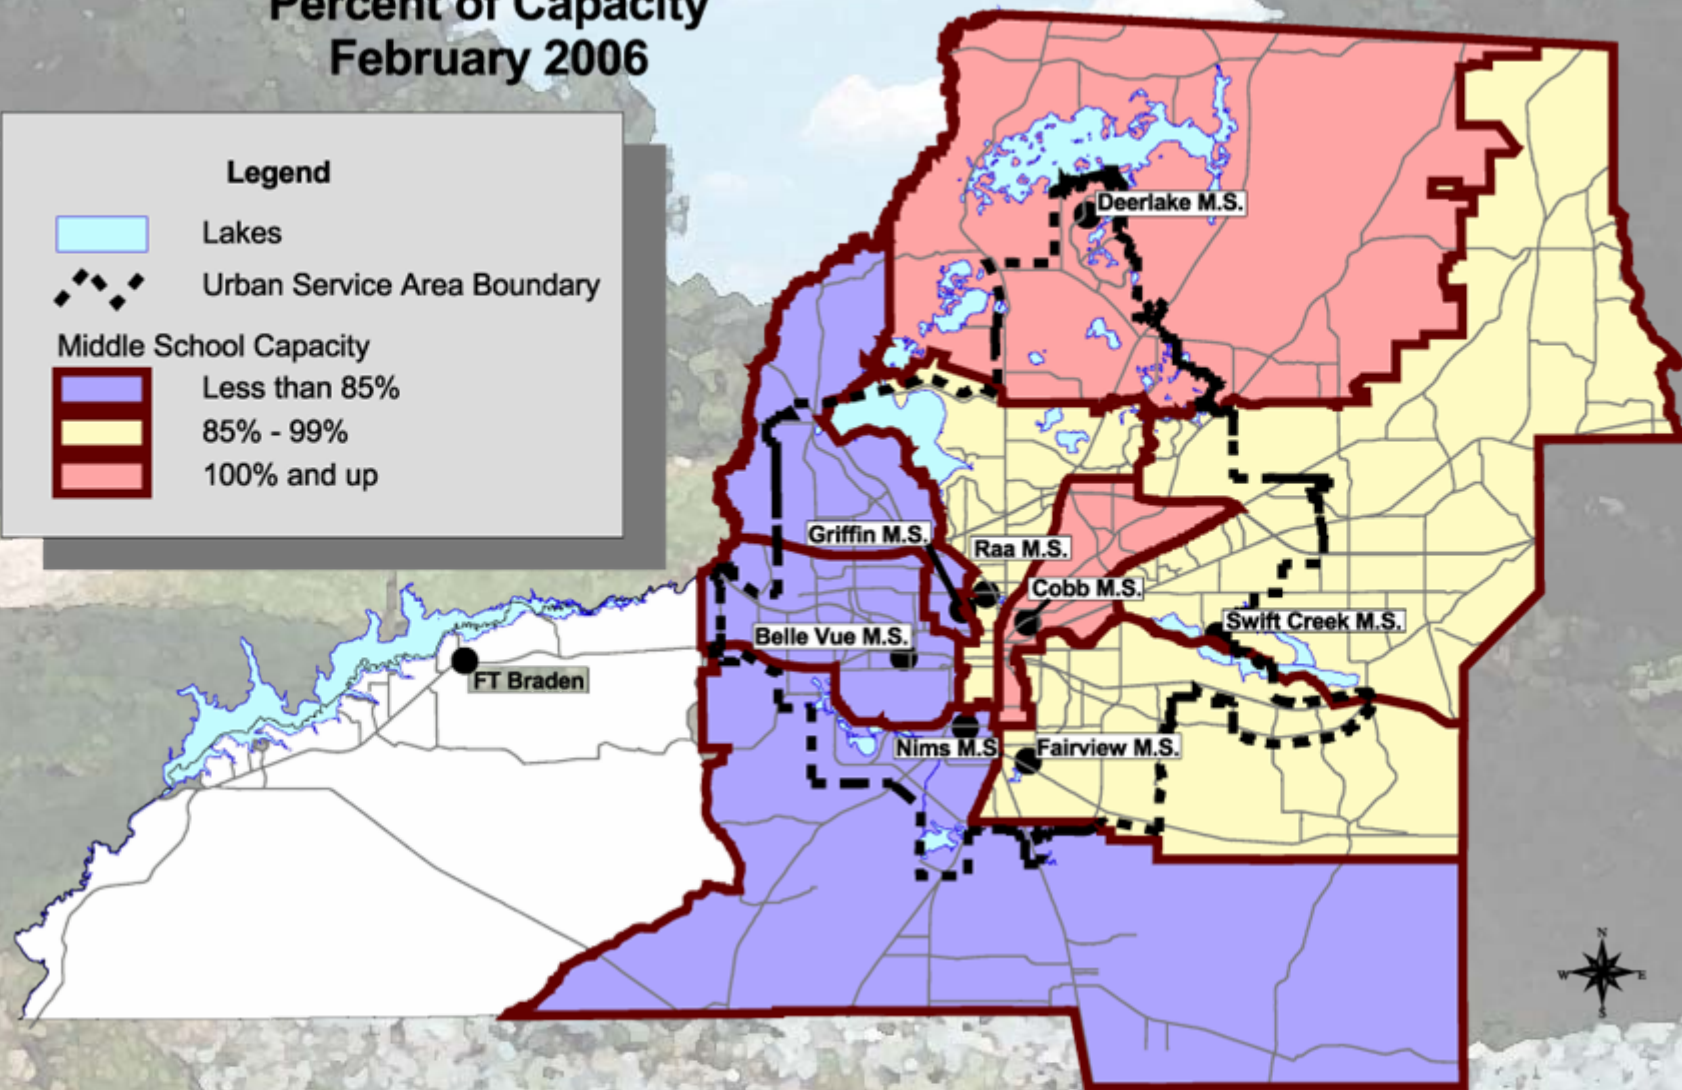 Percent of Capacity
February 2006
Legend
Lakes
Urban Service Area Boundary
Middle School Capacity
Less than 85%
85% - 99%
100% and up
Deerlake M.S.
Griffin M.S.
Raa M.S.
Cobb M.S.
Swift Creek M.S.
Belle Vue M.S.
FT Braden
Nims M.S
Fairview M.S.
N
W
E
S